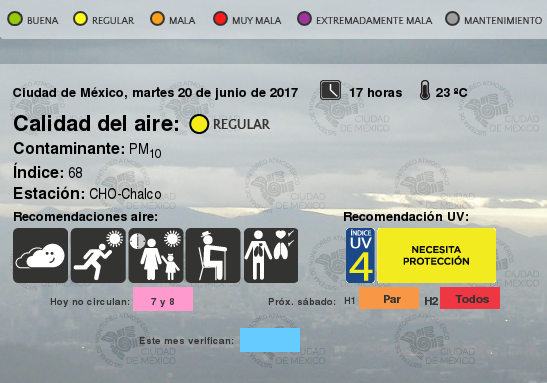 BUENA REGULAR MALA MUY MALA EXTREMADAMENTE MALA MANTENIMIENTO
Ciudad de México, martes 20 de junio de 2017 17 horas 23 ºC
Calidad del aire: REGULAR
Contaminante: PM10
Índice: 68
Estación: CHO-Chalco
Recomendaciones aire: Recomendación UV:
ÍNDICE UV 4 NECESITA PROTECCIÓN
Hoy no circulan: 7 y 8 Próx. sábado: H1 Par H2 Todos
Este mes verifican:
CIUDAD DE MÉXICO